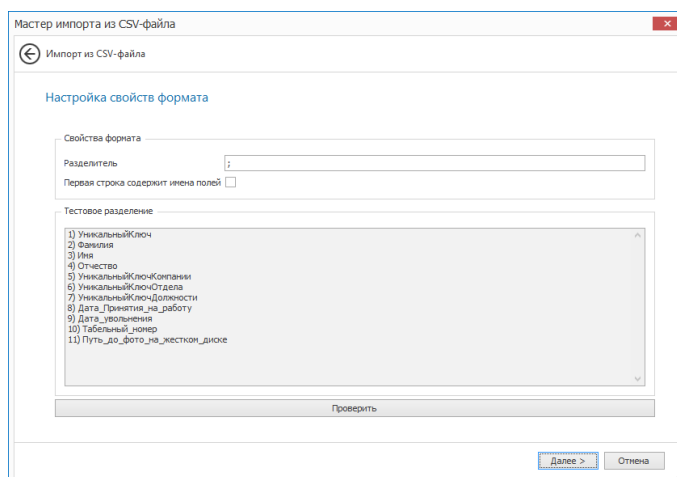 Мастер импорта из CSV-файла
Импорт из CSV-файла
Настройка свойств формата
Свойства формата
Разделитель ;
Первая строка содержит имена полей
Тестовое разделение
1) УникальныйКлюч
2) Фамилия
3) Имя
4) Отчество
5) УникальныйКлючКомпании
6) УникальныйКлючОтдела
7) УникальныйКлючДолжности
8) Дата_Принятия_на_работу
9) Дата_увольнения
10) Табельный_номер
11) Путь_до_фото_на_жестком_диске
Проверить
Далее > Отмена